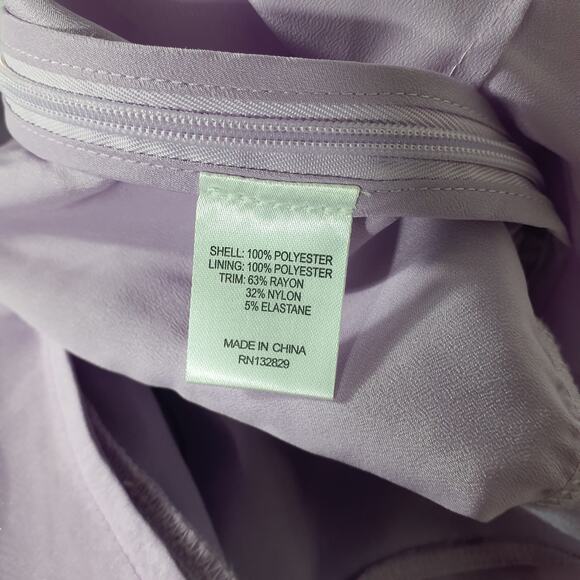 SHELL: 100% POLYESTER
LINING: 100% POLYESTER
TRIM: 63% RAYON
32% NYLON
5% ELASTANE
MADE IN CHINA
RN132829